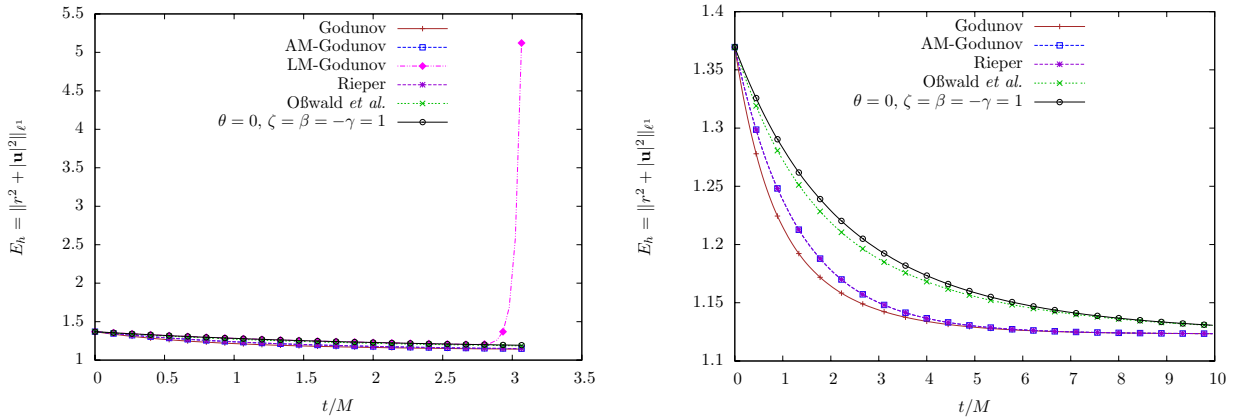 5.5
5
4.5
4
3.5
3
2.5
2
1.5
1
E_h = ||r² + |u|²||_{ℓ¹}
Godunov
AM-Godunov
LM-Godunov
Rieper
Oßwald et al.
θ = 0, ζ = β = −γ = 1
0 0.5 1 1.5 2 2.5 3 3.5
t/M
1.4
1.35
1.3
1.25
1.2
1.15
1.1
E_h = ||r² + |u|²||_{ℓ¹}
Godunov
AM-Godunov
Rieper
Oßwald et al.
θ = 0, ζ = β = −γ = 1
0 1 2 3 4 5 6 7 8 9 10
t/M